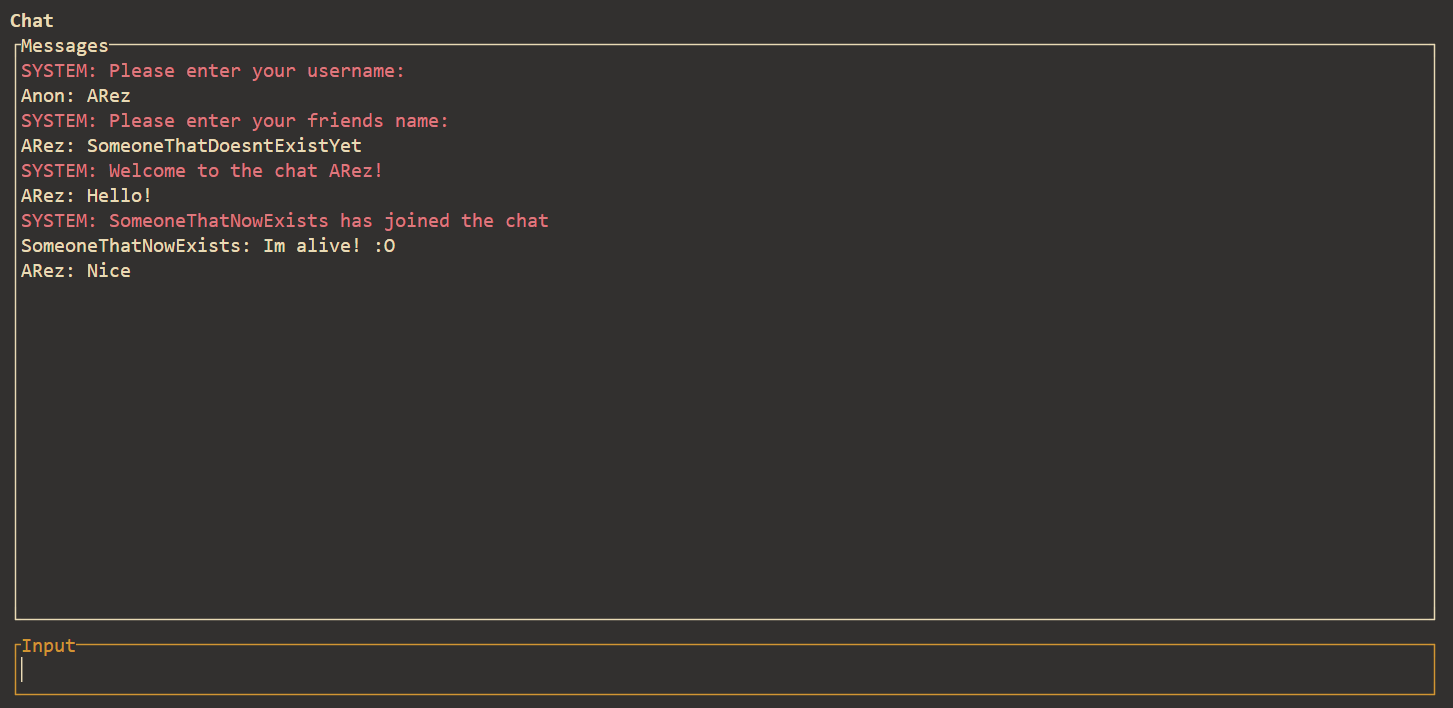 Chat
Messages
SYSTEM: Please enter your username:
Anon: ARez
SYSTEM: Please enter your friends name:
ARez: SomeoneThatDoesntExistYet
SYSTEM: Welcome to the chat ARez!
ARez: Hello!
SYSTEM: SomeoneThatNowExists has joined the chat
SomeoneThatNowExists: Im alive! :O
ARez: Nice
Input